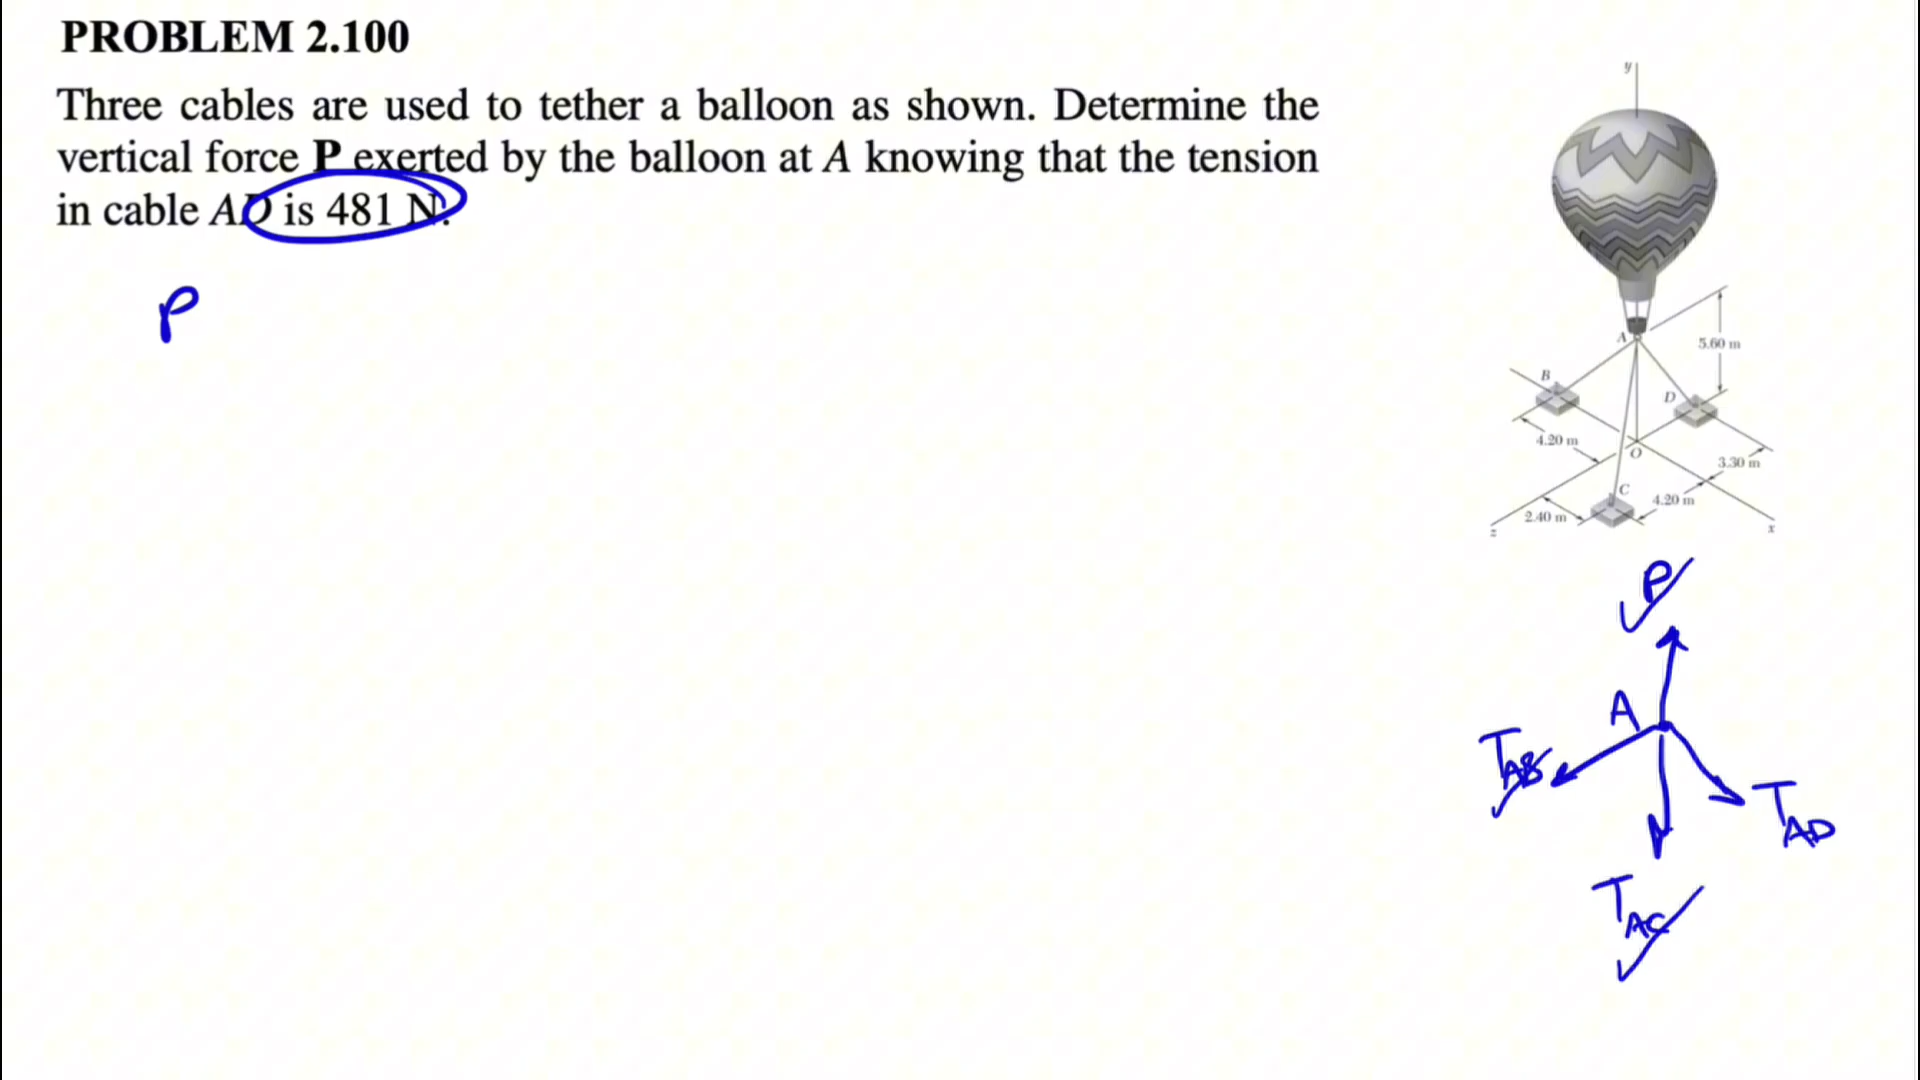 PROBLEM 2.100
Three cables are used to tether a balloon as shown. Determine the
vertical force P exerted by the balloon at A knowing that the tension
in cable AD is 481 N.
P
y
A
5.60 m
B
D
4.20 m
O
3.30 m
C
4.20 m
2.40 m
z
x
P
A
TAB
TAD
TAC